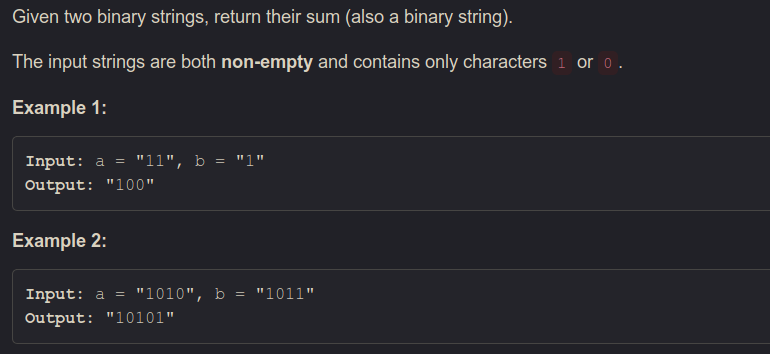 Given two binary strings, return their sum (also a binary string).
The input strings are both non-empty and contains only characters 1 or 0 .
Example 1:
Input: a = "11", b = "1"
Output: "100"
Example 2:
Input: a = "1010", b = "1011"
Output: "10101"